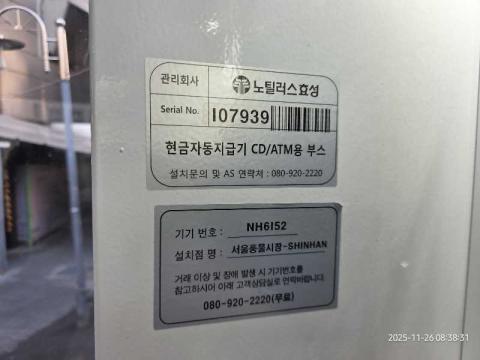 관리회사 노틸러스효성
Serial No. I07939
현금자동지급기 CD/ATM용 부스
설치문의 및 AS 연락처 : 080-920-2220
기기 번호 : NH6I52
설치점 명 : 서울동물시장-SHINHAN
거래 이상 및 장애 발생 시 기기번호를
참고하시어 아래 고객상담실로 연락바랍니다.
080-920-2220(무료)
2025-11-26 08:38:31